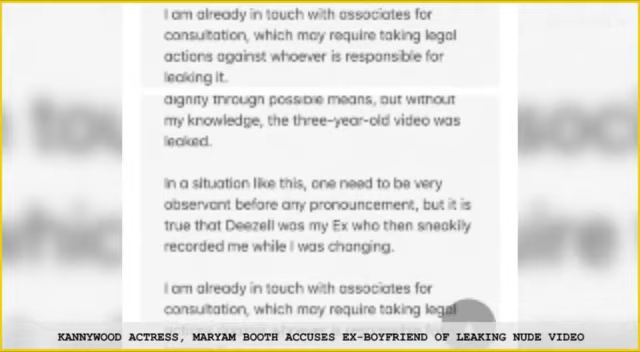 I am already in touch with associates for
consultation, which may require taking legal
actions against whoever is responsible for
leaking it.
dignity through possible means, but without
my knowledge, the three-year-old video was
leaked.
In a situation like this, one need to be very
observant before any pronouncement, but it is
true that Deezell was my Ex who then sneakily
recorded me while I was changing.
I am already in touch with associates for
consultation, which may require taking legal
KANNYWOOD ACTRESS, MARYAM BOOTH ACCUSES EX-BOYFRIEND OF LEAKING NUDE VIDEO